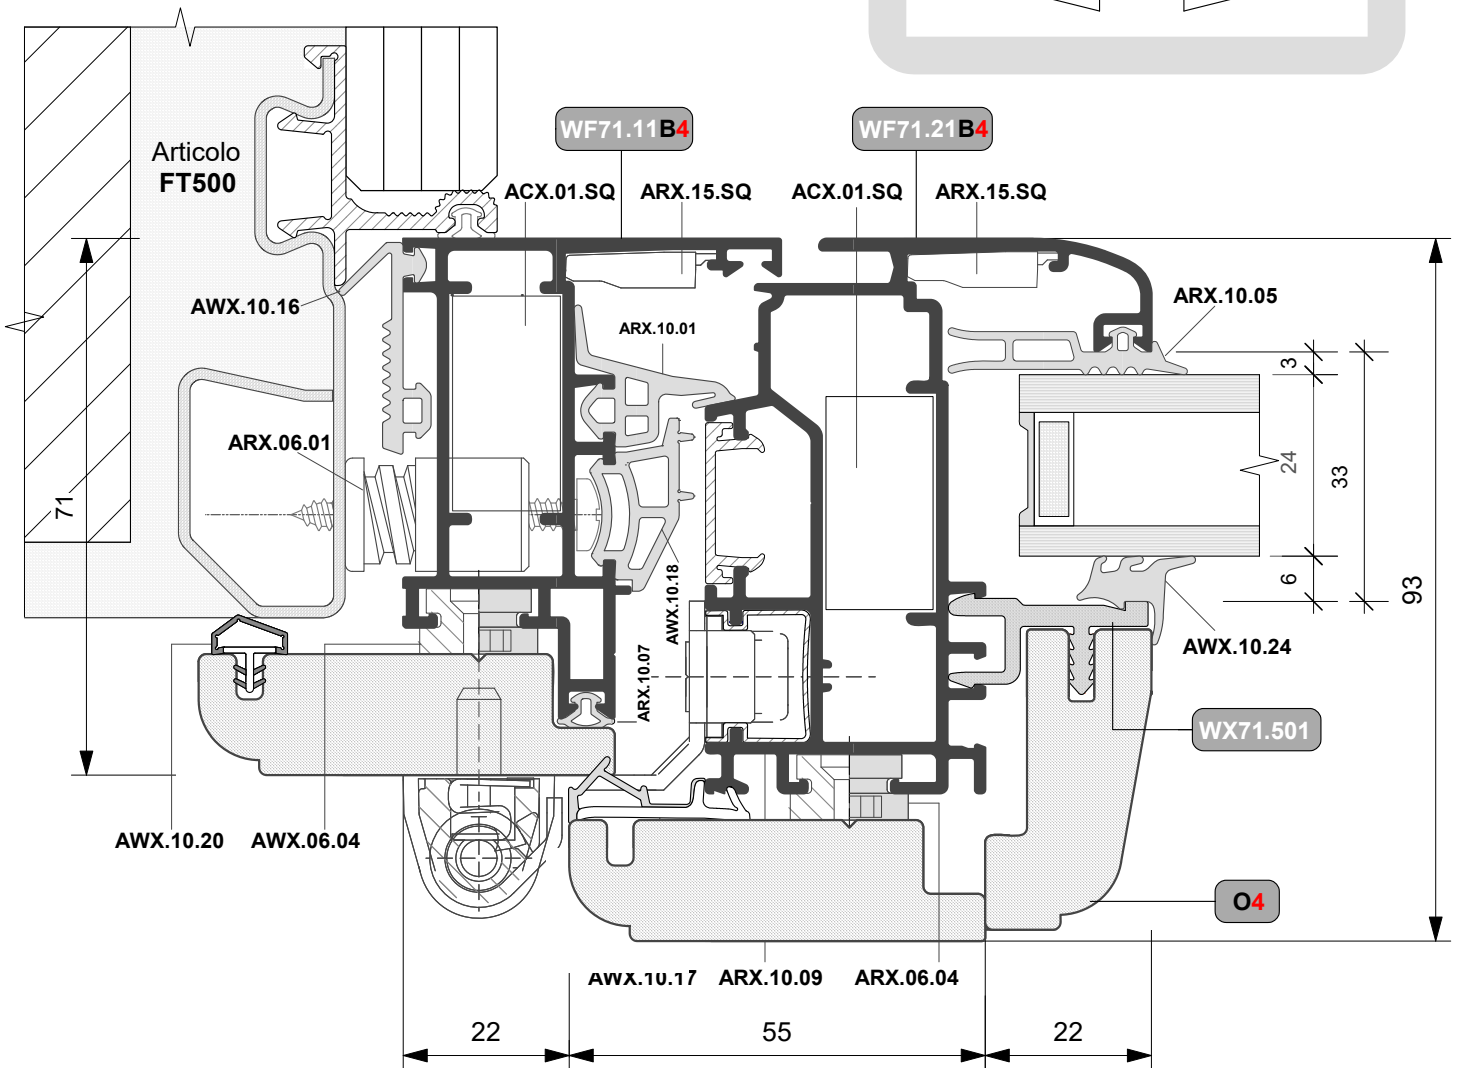 WF71.11B4
WF71.21B4
Articolo
FT500
ACX.01.SQ
ARX.15.SQ
ACX.01.SQ
ARX.15.SQ
AWX.10.16
ARX.10.05
ARX.10.01
3
ARX.06.01
24
33
71
6
93
AWX.10.18
AWX.10.24
ARX.10.07
WX71.501
AWX.10.20
AWX.06.04
O4
AWX.10.17
ARX.10.09
ARX.06.04
22
55
22